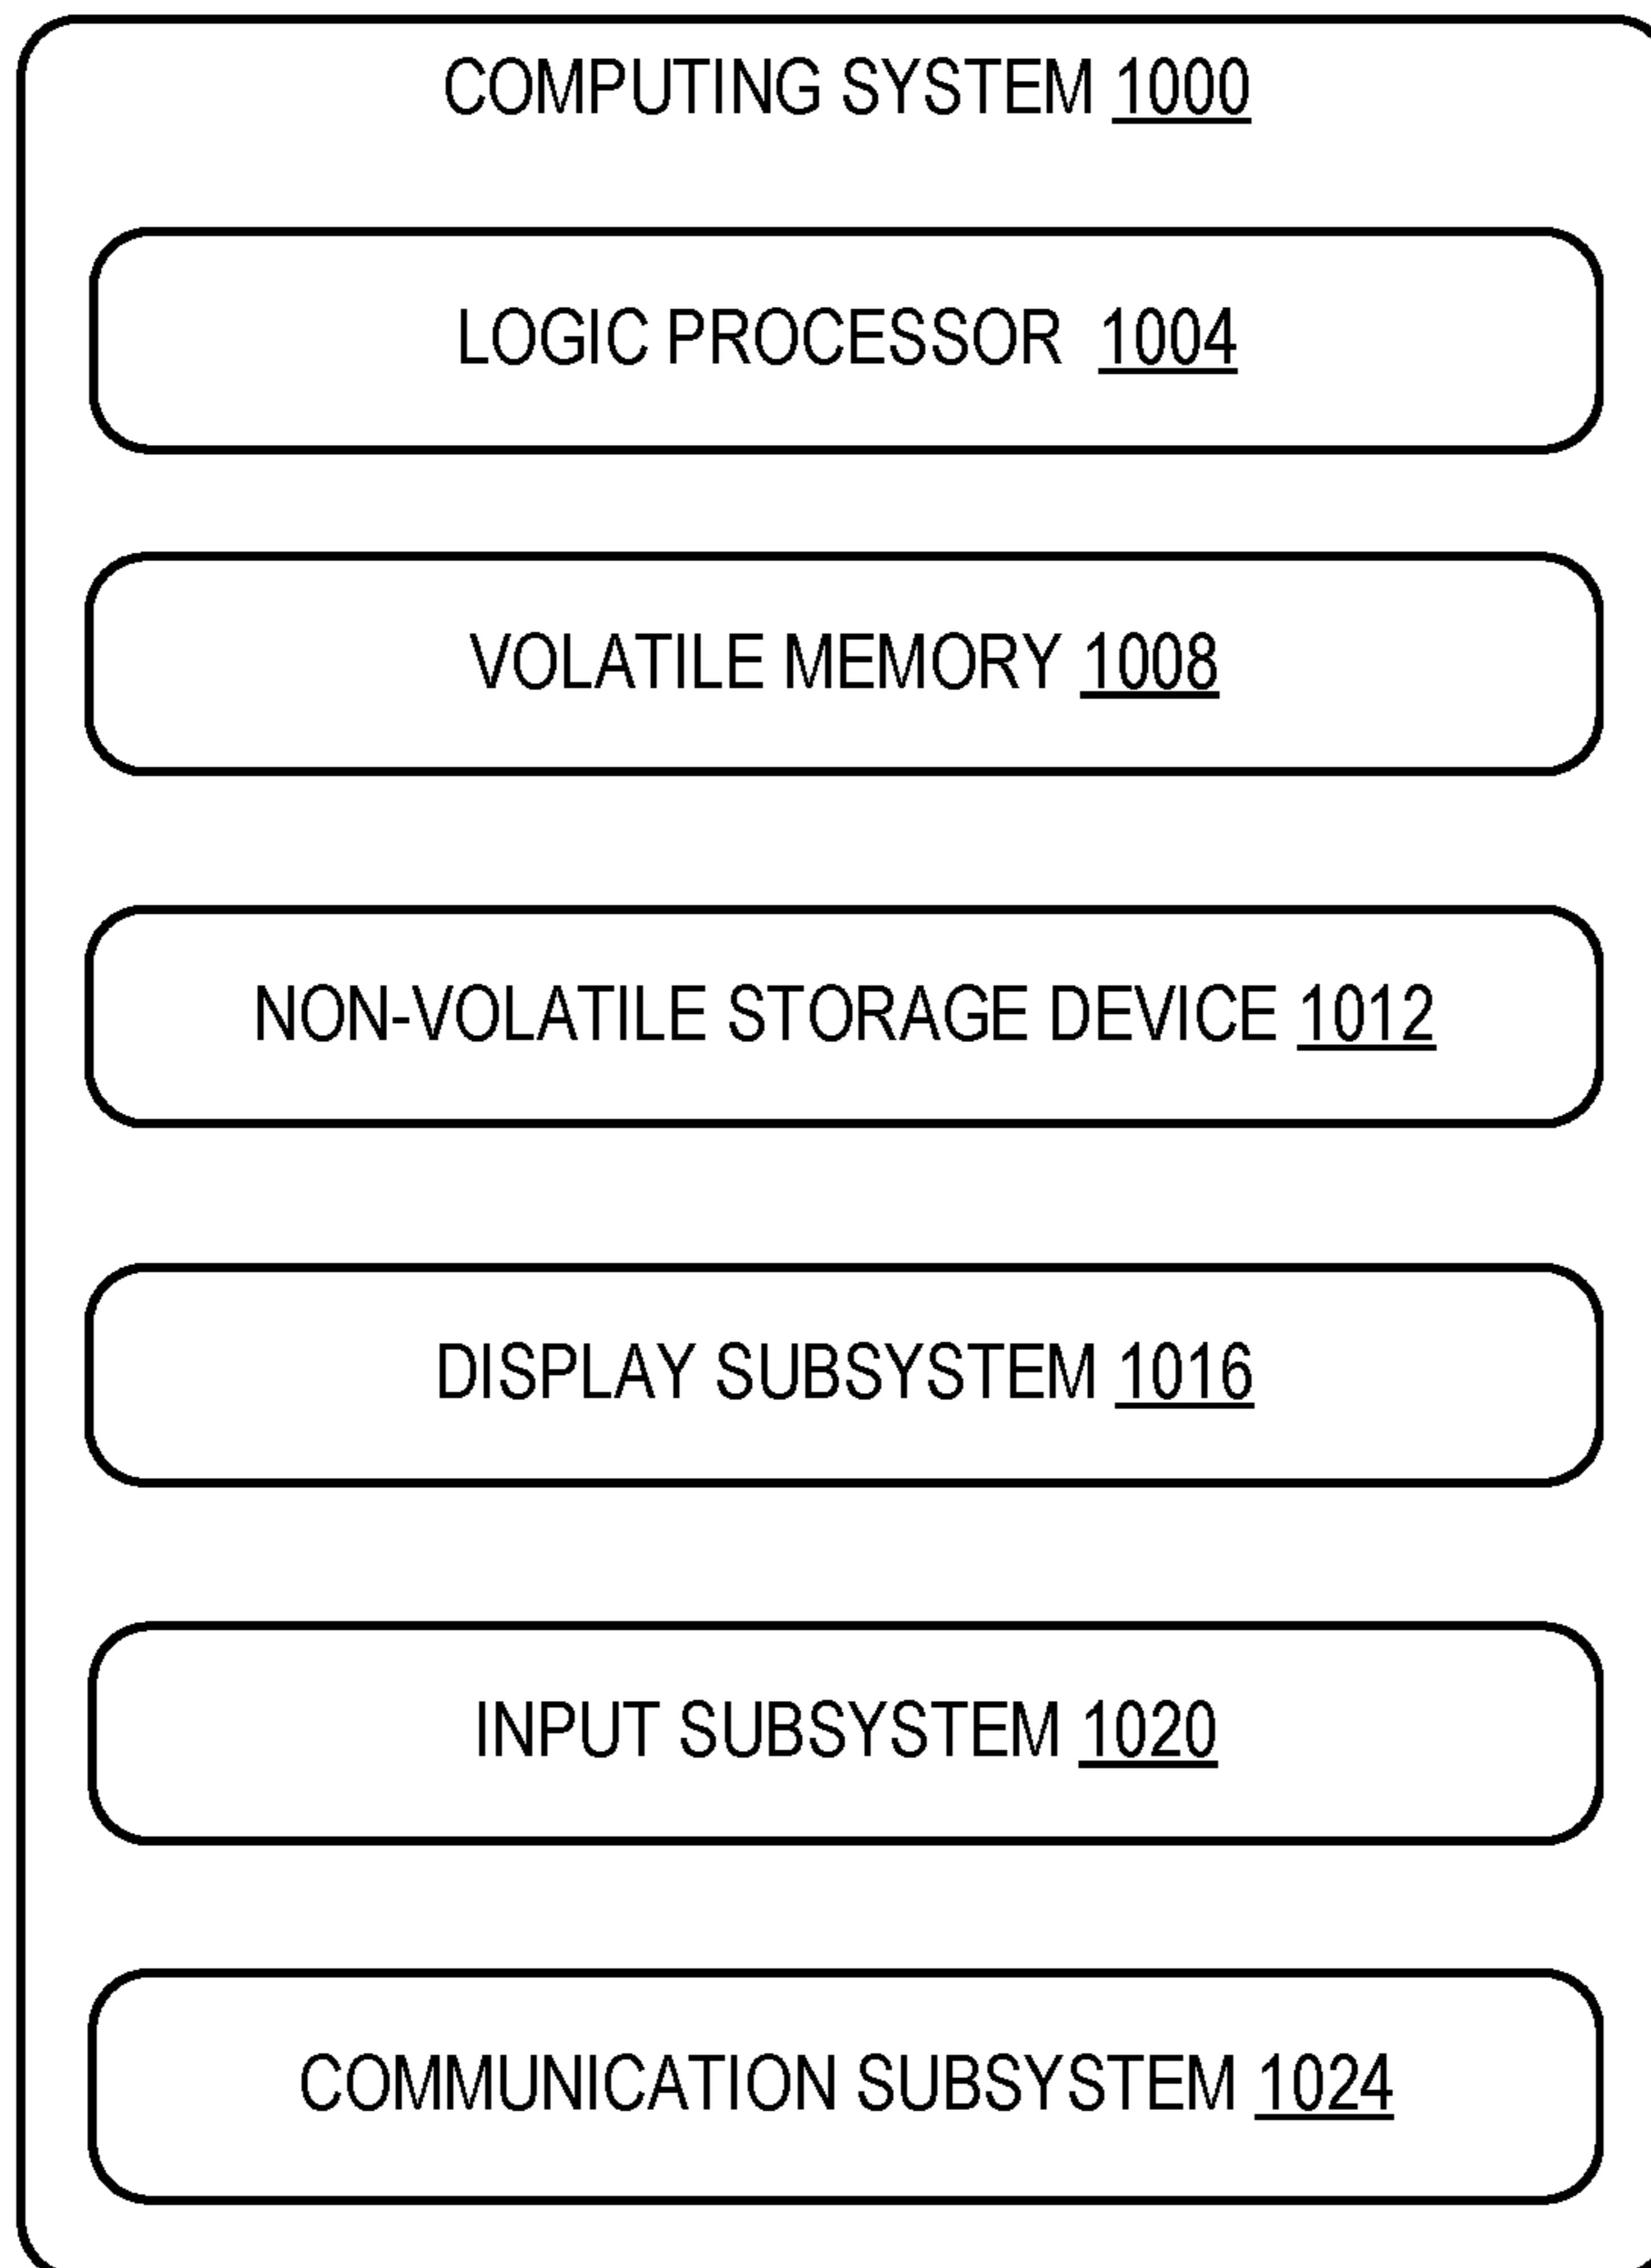 COMPUTING SYSTEM 1000
LOGIC PROCESSOR 1004
VOLATILE MEMORY 1008
NON-VOLATILE STORAGE DEVICE 1012
DISPLAY SUBSYSTEM 1016
INPUT SUBSYSTEM 1020
COMMUNICATION SUBSYSTEM 1024